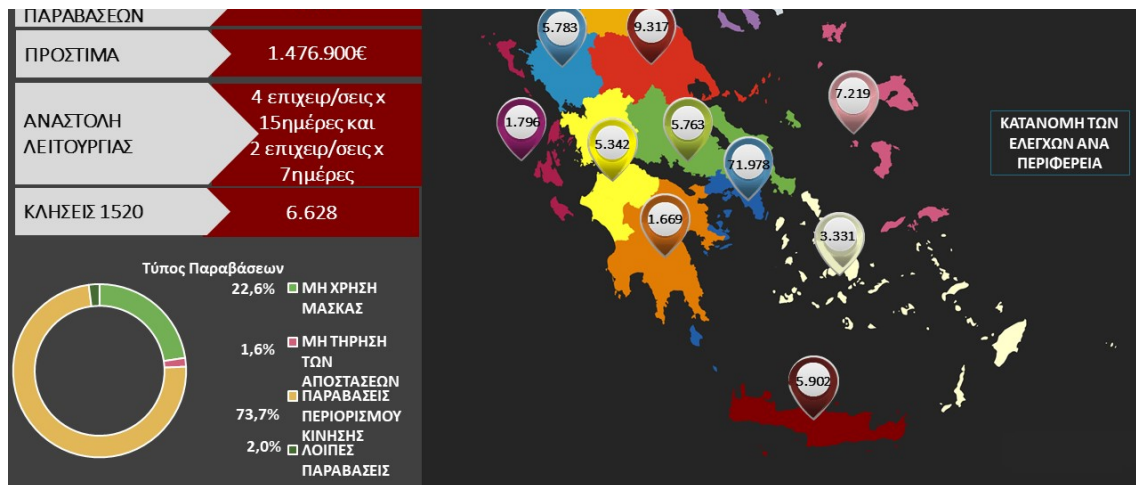 ΠΑΡΑΒΑΣΕΩΝ
ΠΡΟΣΤΙΜΑ
1.476.900€
ΑΝΑΣΤΟΛΗ
ΛΕΙΤΟΥΡΓΙΑΣ
4 επιχειρ/σεις x
15ημέρες και
2 επιχειρ/σεις x
7ημέρες
ΚΛΗΣΕΙΣ 1520
6.628
Τύπος Παραβάσεων
22,6%
ΜΗ ΧΡΗΣΗ
ΜΑΣΚΑΣ
1,6%
ΜΗ ΤΗΡΗΣΗ
ΤΩΝ
ΑΠΟΣΤΑΣΕΩΝ
73,7%
ΠΑΡΑΒΑΣΕΙΣ
ΠΕΡΙΟΡΙΣΜΟΥ
ΚΙΝΗΣΗΣ
2,0%
ΛΟΙΠΕΣ
ΠΑΡΑΒΑΣΕΙΣ
5.783
9.317
7.219
1.796
5.342
5.763
71.978
1.669
3.331
5.902
ΚΑΤΑΝΟΜΗ ΤΩΝ
ΕΛΕΓΧΩΝ ΑΝΑ
ΠΕΡΙΦΕΡΕΙΑ